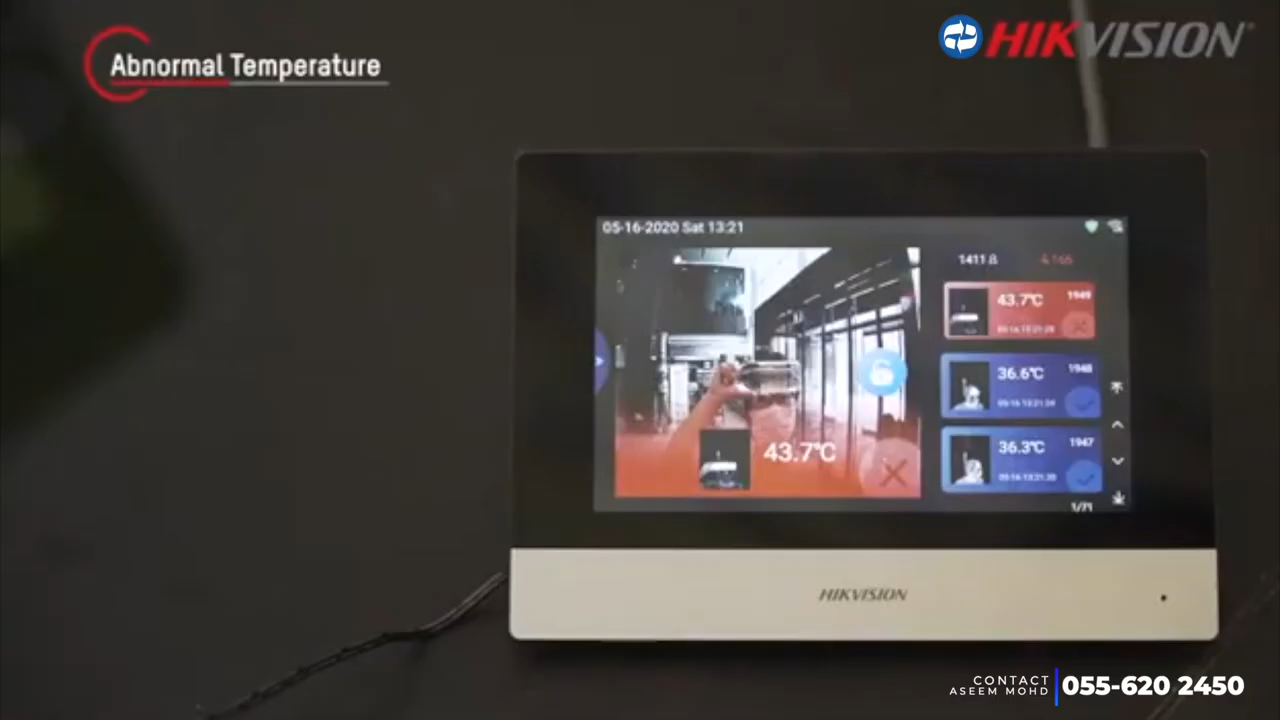 HIKVISION
Abnormal Temperature
05-16-2020 Sat 13:21
43.7℃
1949
36.6℃
1948
43.7℃
36.3℃
1947
1/71
HIKVISION
CONTACT
ASEEM MOHD
055-620 2450